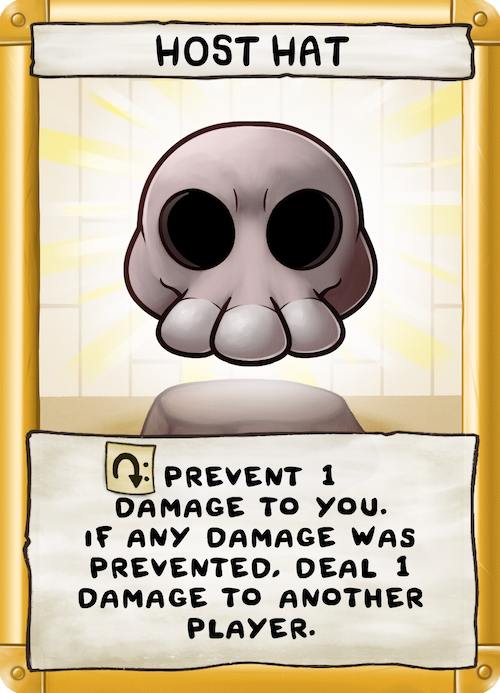 HOST HAT
: PREVENT 1
DAMAGE TO YOU.
IF ANY DAMAGE WAS
PREVENTED, DEAL 1
DAMAGE TO ANOTHER
PLAYER.